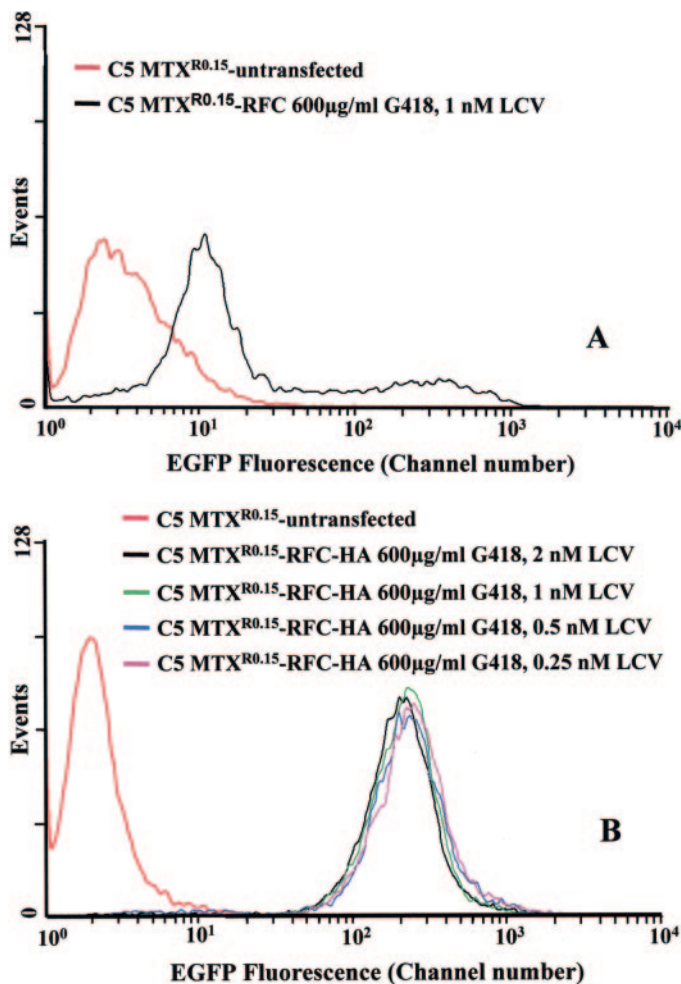 128
C5 MTXR0.15-untransfected
C5 MTXR0.15-RFC 600μg/ml G418, 1 nM LCV
Events
A
0
10⁰ 10¹ 10² 10³ 10⁴
EGFP Fluorescence (Channel number)
C5 MTXR0.15-untransfected
128
C5 MTXR0.15-RFC-HA 600μg/ml G418, 2 nM LCV
C5 MTXR0.15-RFC-HA 600μg/ml G418, 1 nM LCV
C5 MTXR0.15-RFC-HA 600μg/ml G418, 0.5 nM LCV
C5 MTXR0.15-RFC-HA 600μg/ml G418, 0.25 nM LCV
Events
B
0
10⁰ 10¹ 10² 10³ 10⁴
EGFP Fluorescence (Channel number)